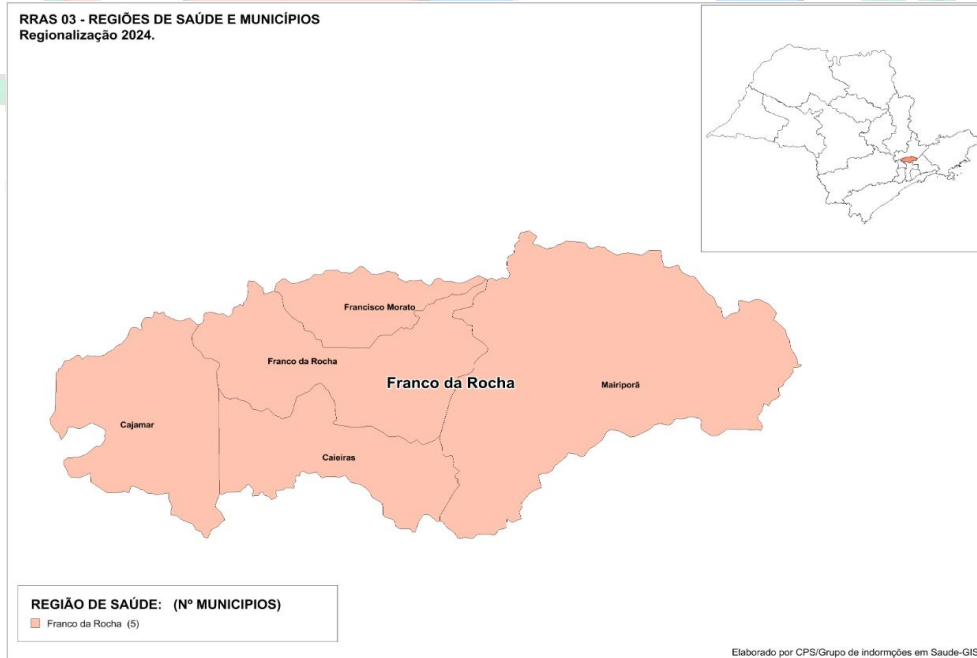 RRAS 03 - REGIÕES DE SAÚDE E MUNICÍPIOS
Regionalização 2024.
Francisco Morato
Franco da Rocha
Franco da Rocha
Mairiporã
Cajamar
Caieiras
REGIÃO DE SAÚDE: (Nº MUNICIPIOS)
Franco da Rocha (5)
Elaborado por CPS/Grupo de indormções em Saude-GIS